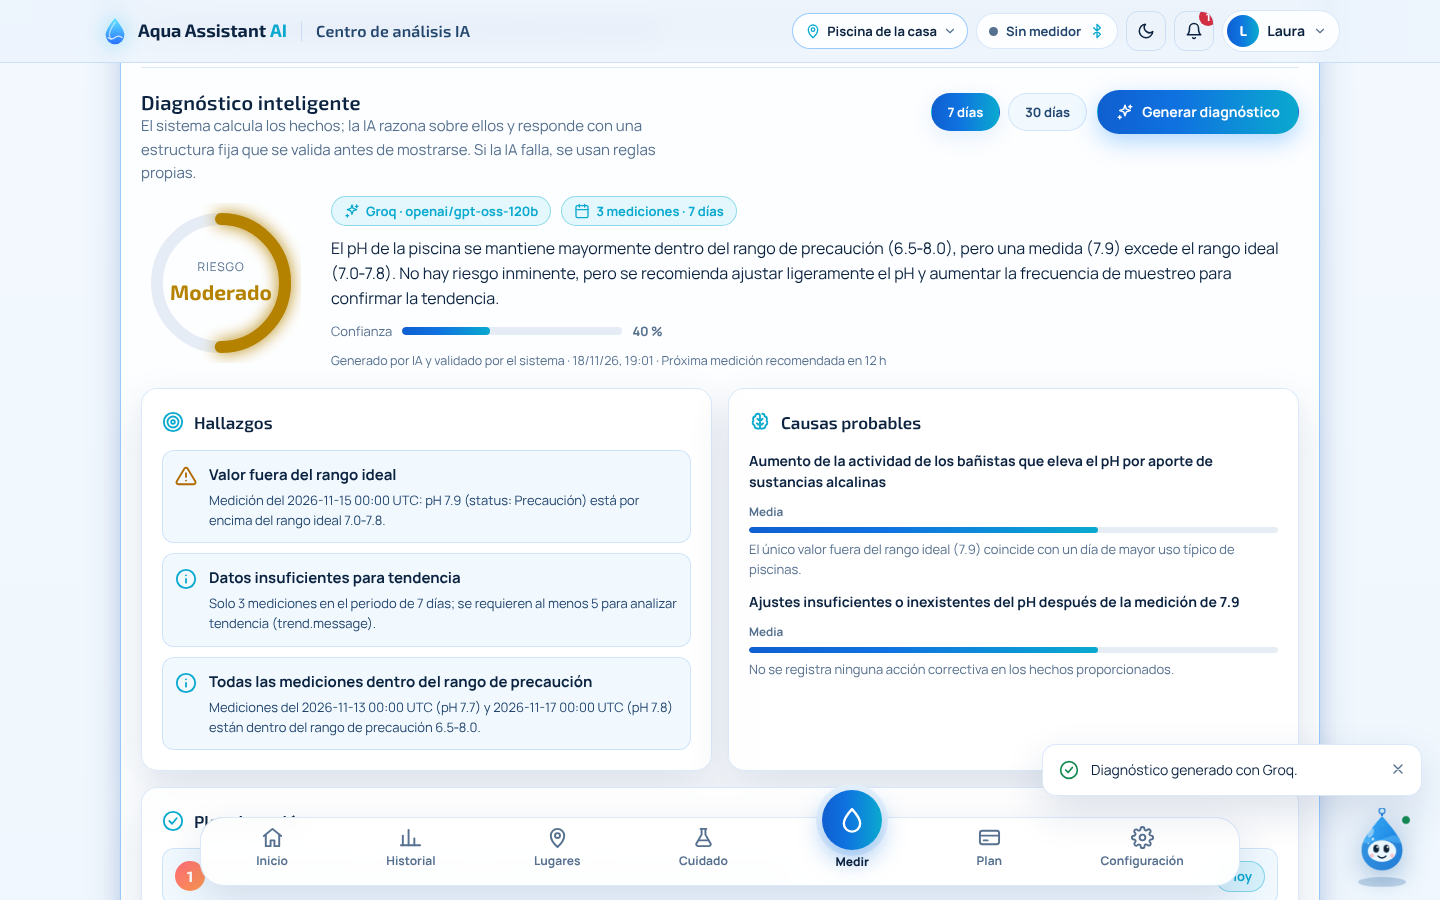 Aqua Assistant AI
Centro de análisis IA
Piscina de la casa
Sin medidor
1
L
Laura
Diagnóstico inteligente
El sistema calcula los hechos; la IA razona sobre ellos y responde con una
estructura fija que se valida antes de mostrarse. Si la IA falla, se usan reglas
propias.
7 días
30 días
Generar diagnóstico
RIESGO
Moderado
Groq · openai/gpt-oss-120b
3 mediciones · 7 días
El pH de la piscina se mantiene mayormente dentro del rango de precaución (6.5-8.0), pero una medida (7.9) excede el rango ideal
(7.0-7.8). No hay riesgo inminente, pero se recomienda ajustar ligeramente el pH y aumentar la frecuencia de muestreo para
confirmar la tendencia.
Confianza
40 %
Generado por IA y validado por el sistema · 18/11/26, 19:01 · Próxima medición recomendada en 12 h
Hallazgos
Valor fuera del rango ideal
Medición del 2026-11-15 00:00 UTC: pH 7.9 (status: Precaución) está por
encima del rango ideal 7.0-7.8.
Datos insuficientes para tendencia
Solo 3 mediciones en el periodo de 7 días; se requieren al menos 5 para analizar
tendencia (trend.message).
Todas las mediciones dentro del rango de precaución
Mediciones del 2026-11-13 00:00 UTC (pH 7.7) y 2026-11-17 00:00 UTC (pH 7.8)
están dentro del rango de precaución 6.5-8.0.
Causas probables
Aumento de la actividad de los bañistas que eleva el pH por aporte de
sustancias alcalinas
Media
El único valor fuera del rango ideal (7.9) coincide con un día de mayor uso típico de
piscinas.
Ajustes insuficientes o inexistentes del pH después de la medición de 7.9
Media
No se registra ninguna acción correctiva en los hechos proporcionados.
Diagnóstico generado con Groq.
1
Inicio
Historial
Lugares
Cuidado
Medir
Plan
Configuración